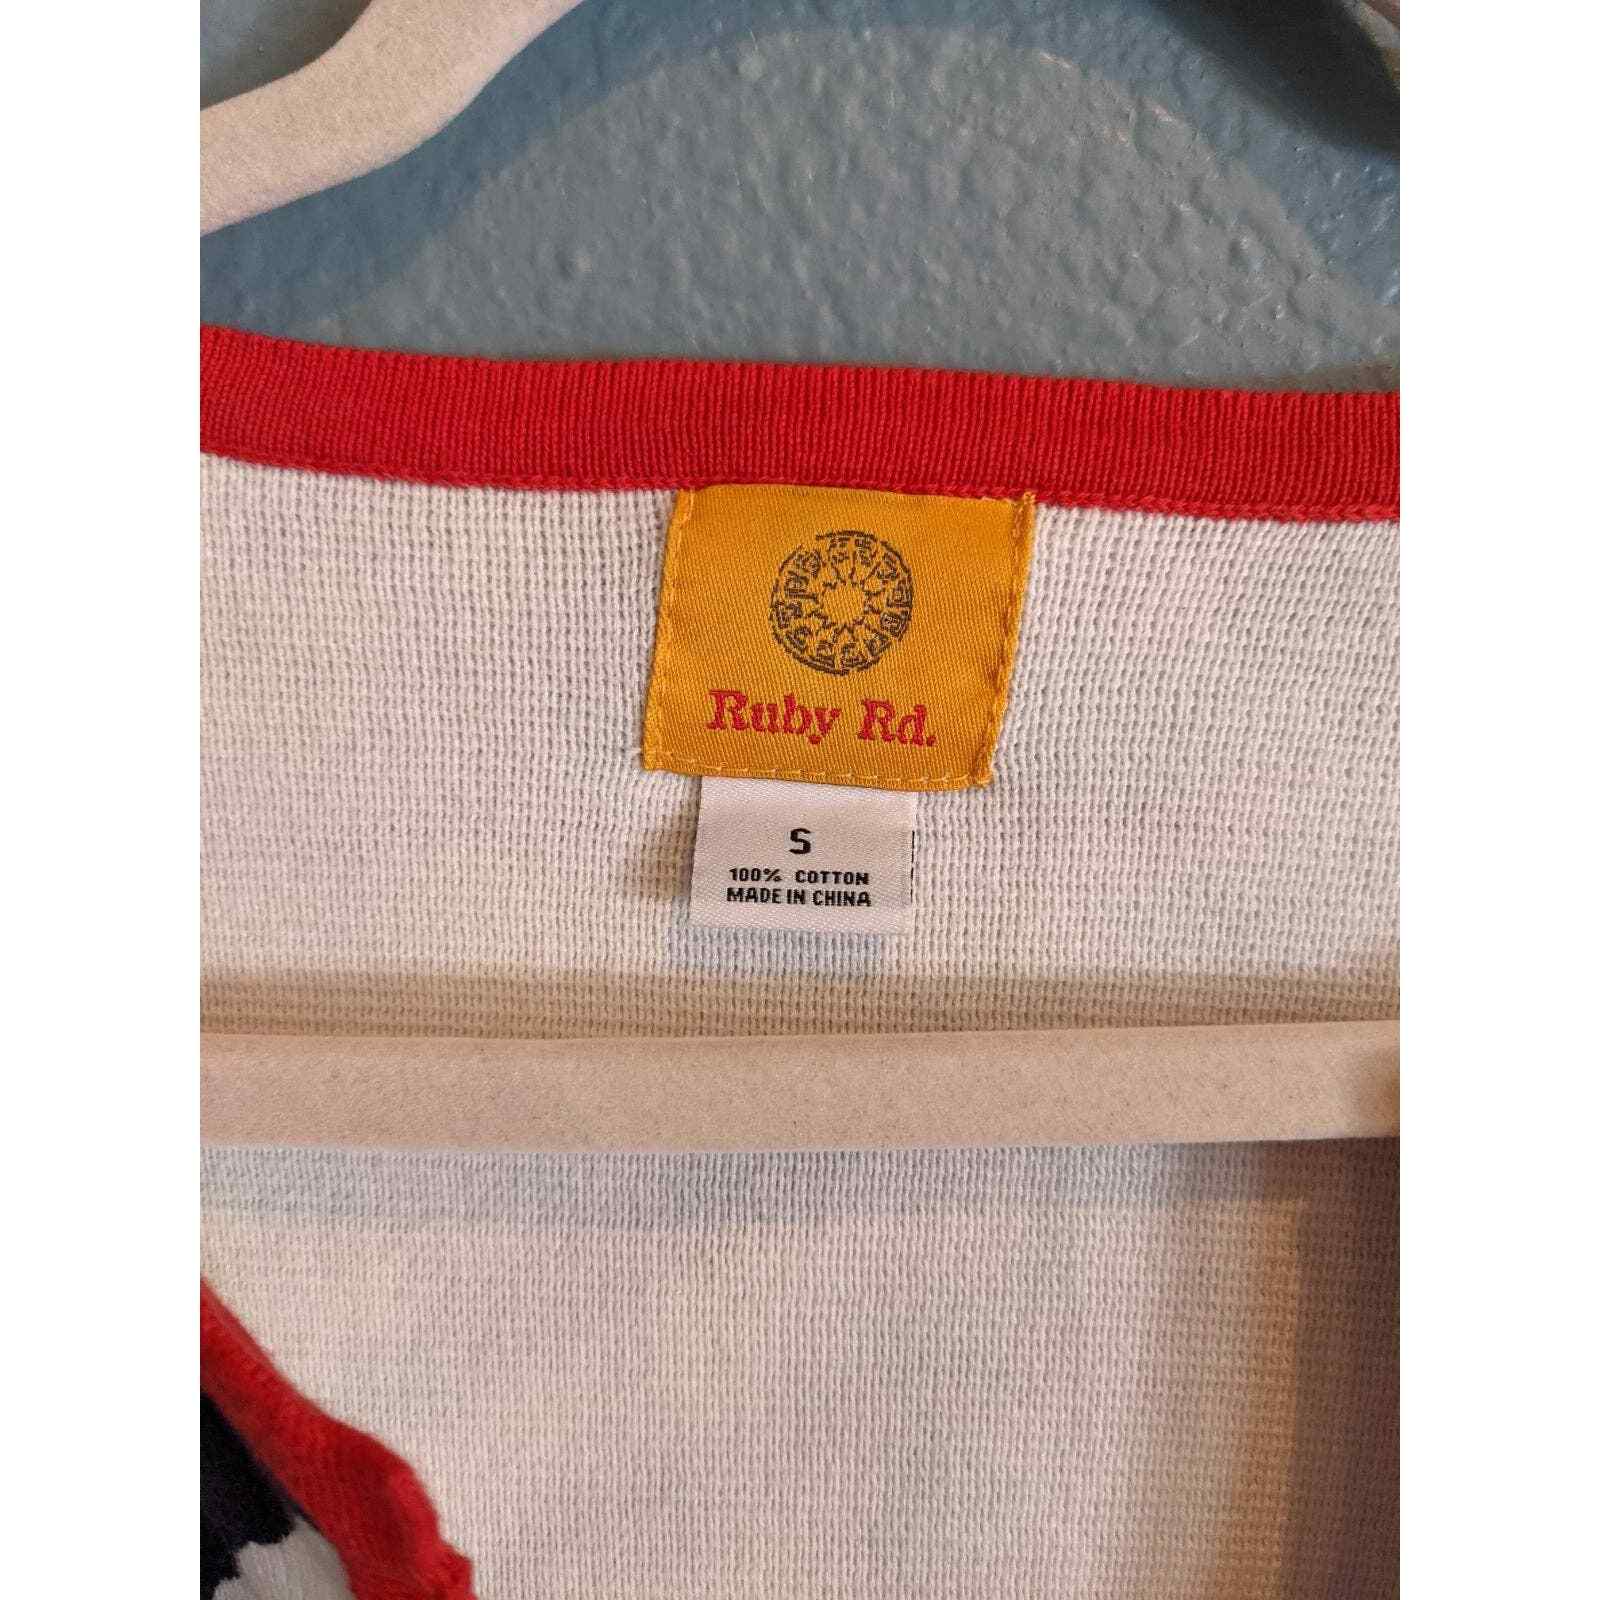 Ruby Rd.
S
100% COTTON
MADE IN CHINA